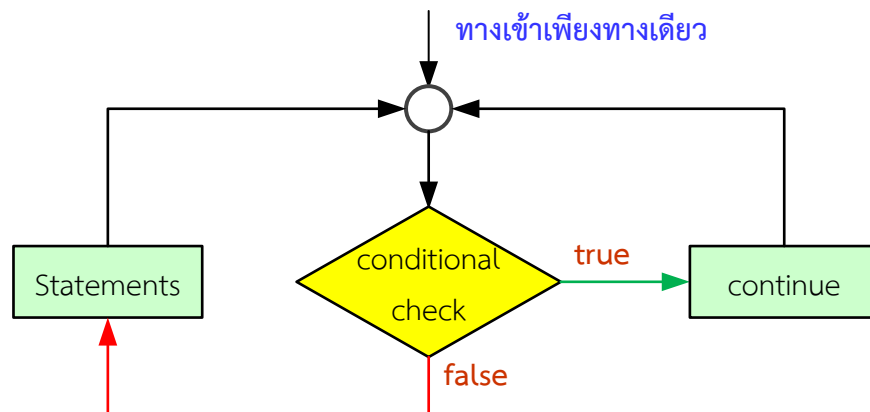 ทางเข้าเพียงทางเดียว
Statements
conditional
check
true
continue
false